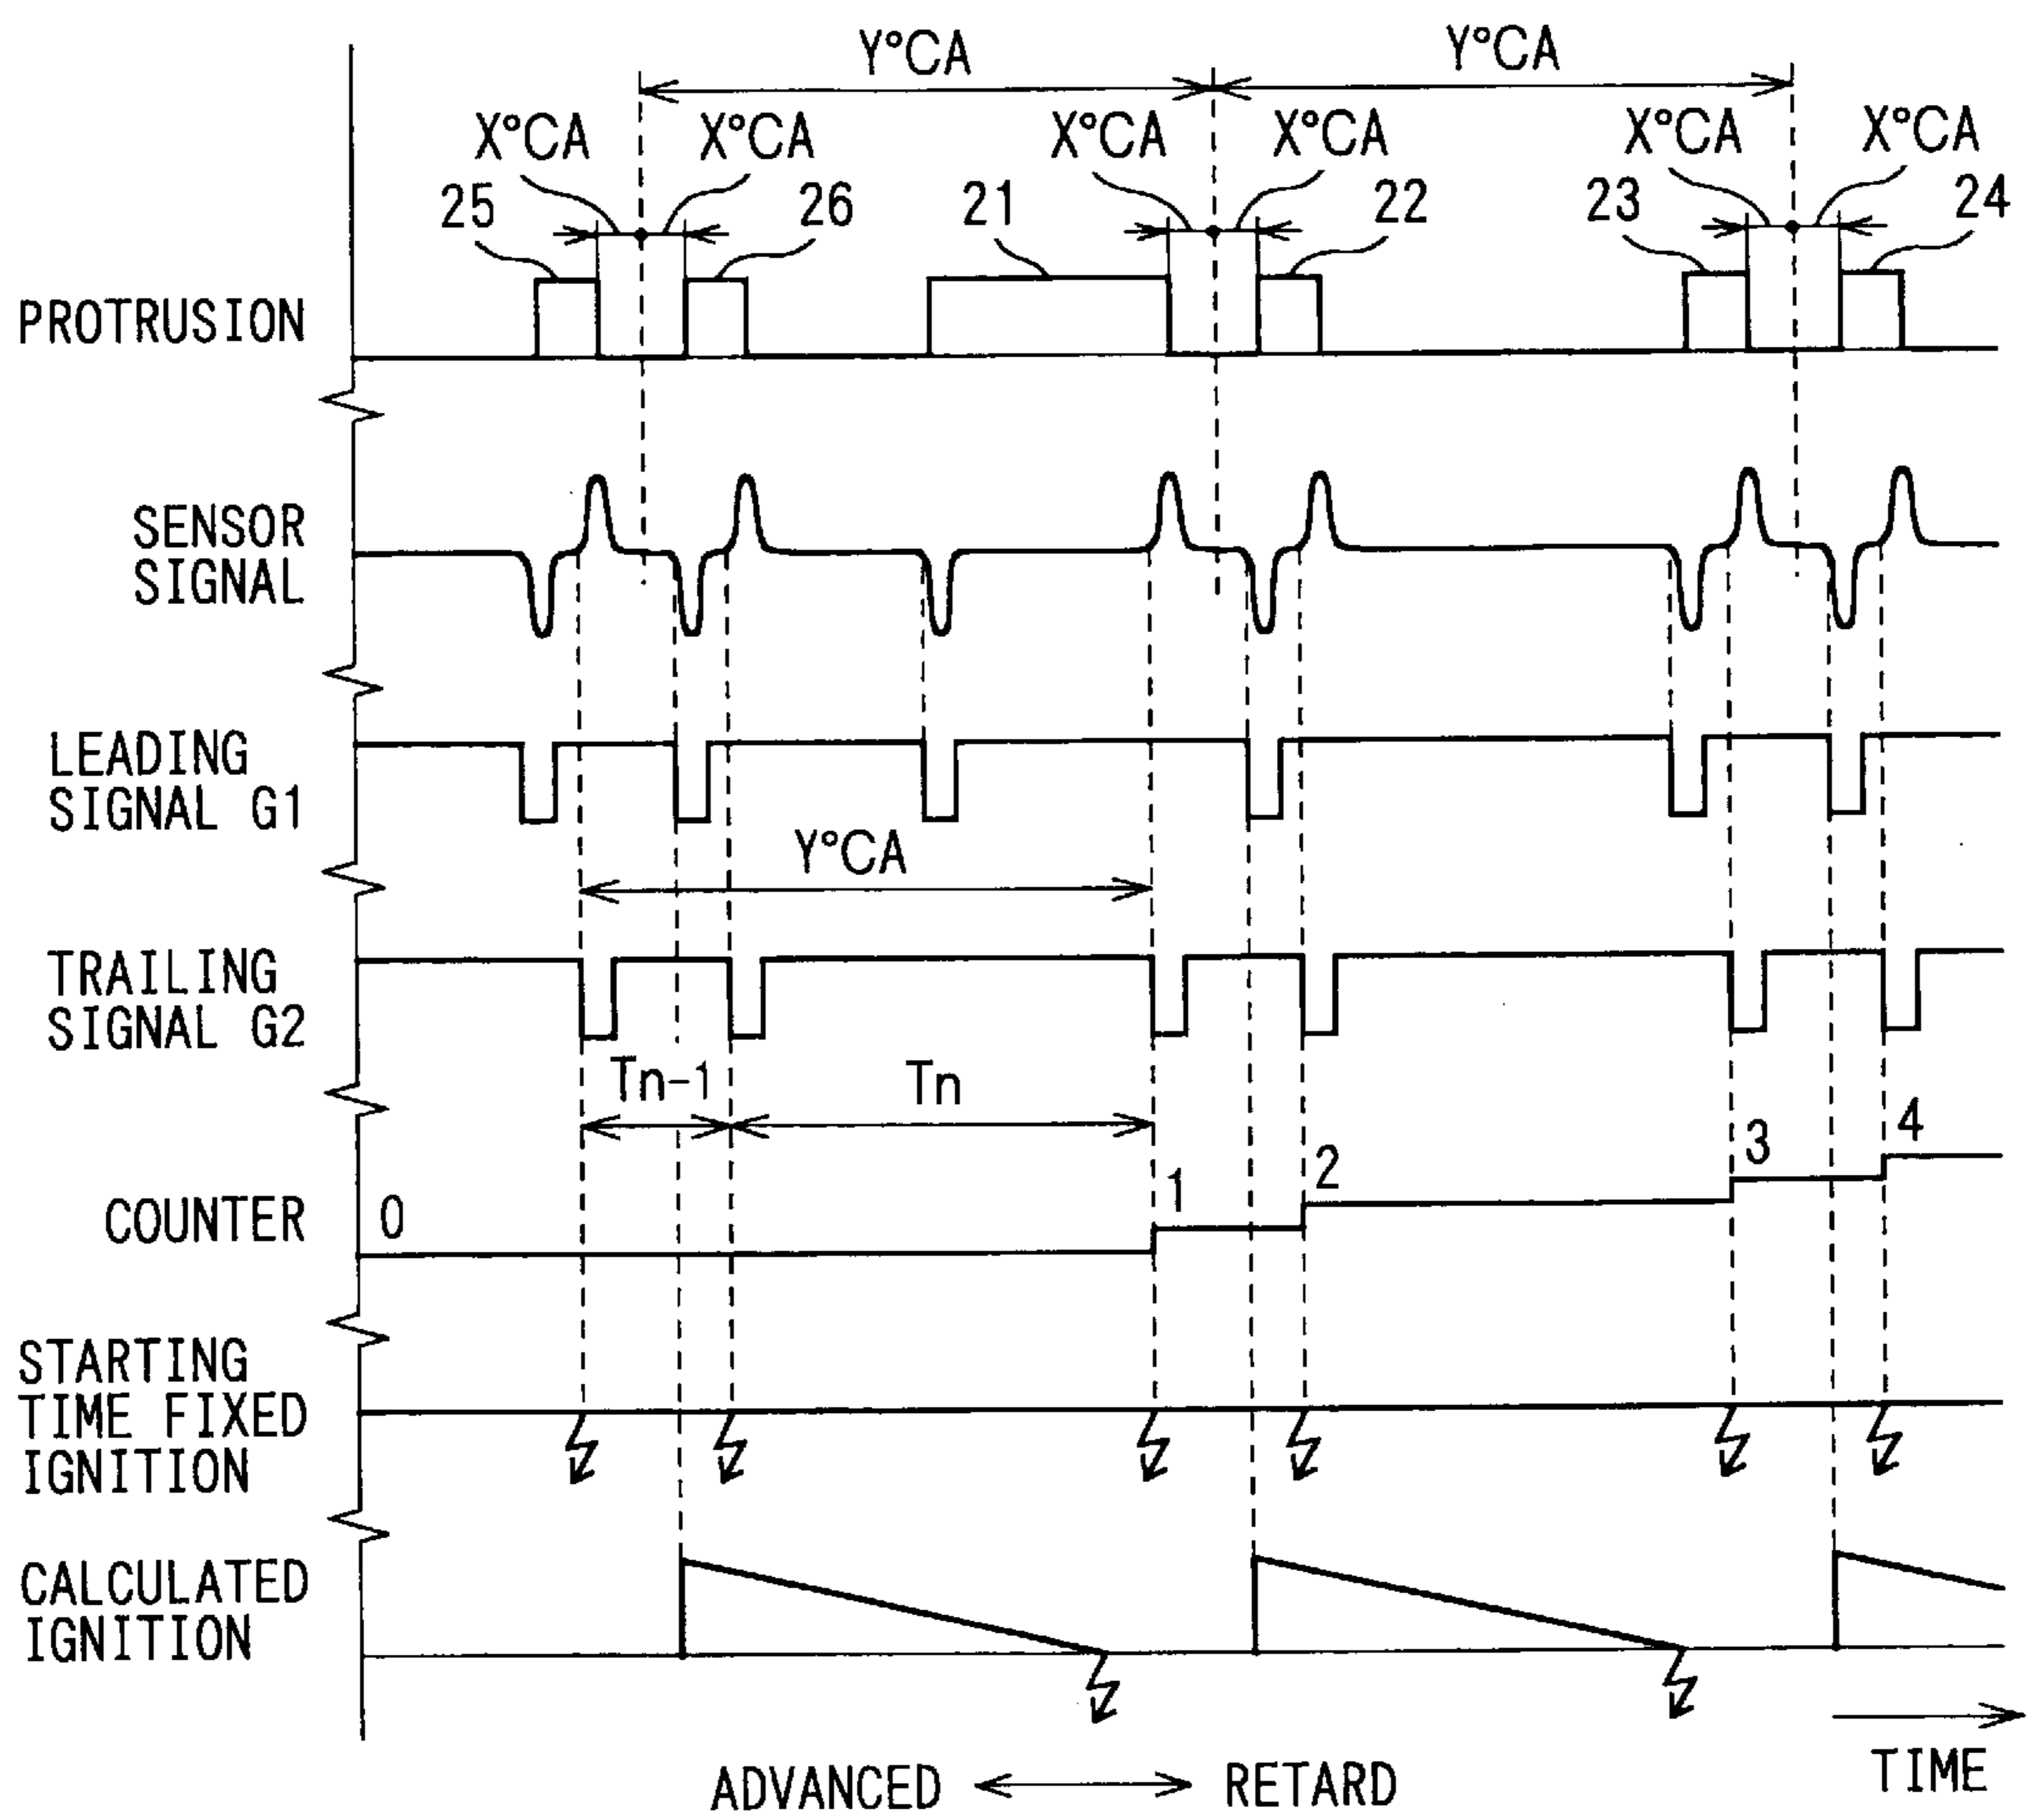 Y°CA
Y°CA
X°CA
X°CA
X°CA
X°CA
X°CA
X°CA
25
26
21
22
23
24
PROTRUSION
SENSOR
SIGNAL
LEADING
SIGNAL G1
Y°CA
TRAILING
SIGNAL G2
Tn-1
Tn
COUNTER
0
1
2
3
4
STARTING
TIME FIXED
IGNITION
CALCULATED
IGNITION
ADVANCED
RETARD
TIME